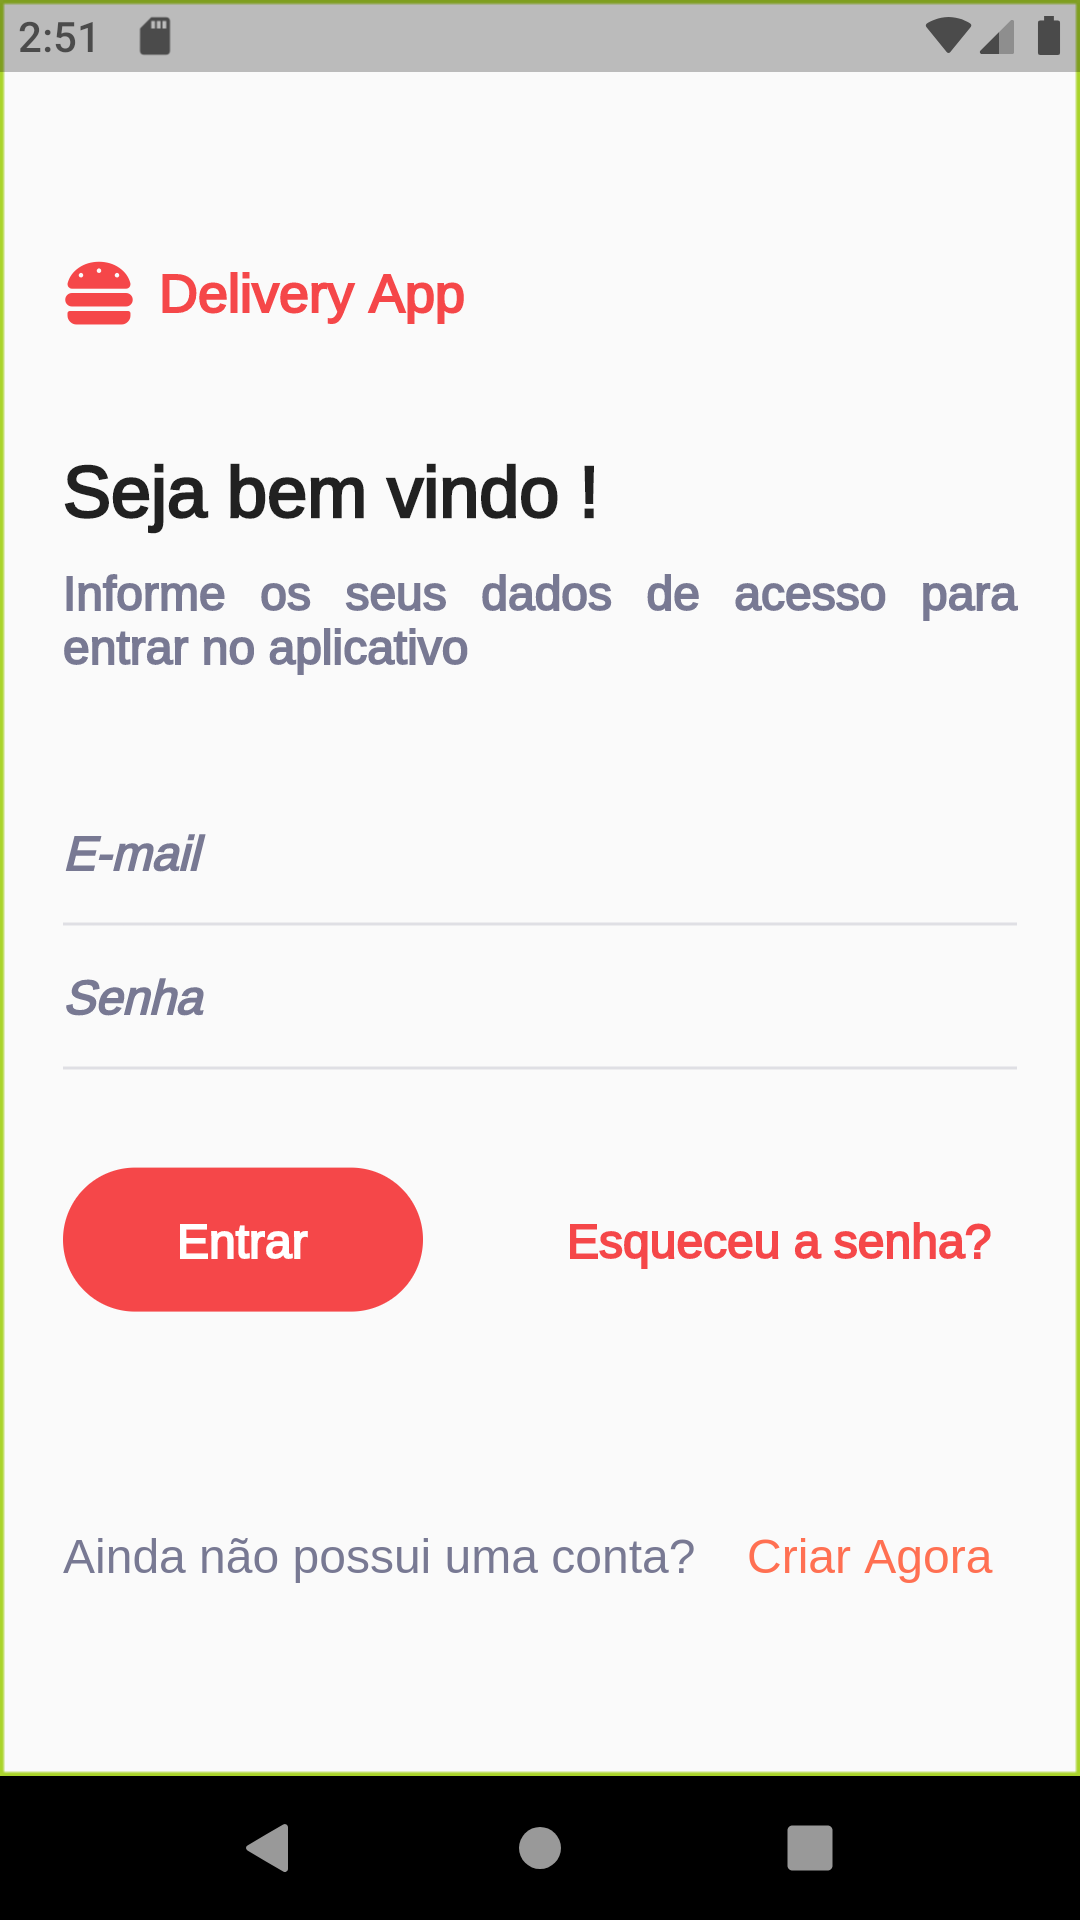 2:51
Delivery App
Seja bem vindo !
Informe os seus dados de acesso para
entrar no aplicativo
E-mail
Senha
Entrar
Esqueceu a senha?
Ainda não possui uma conta? Criar Agora